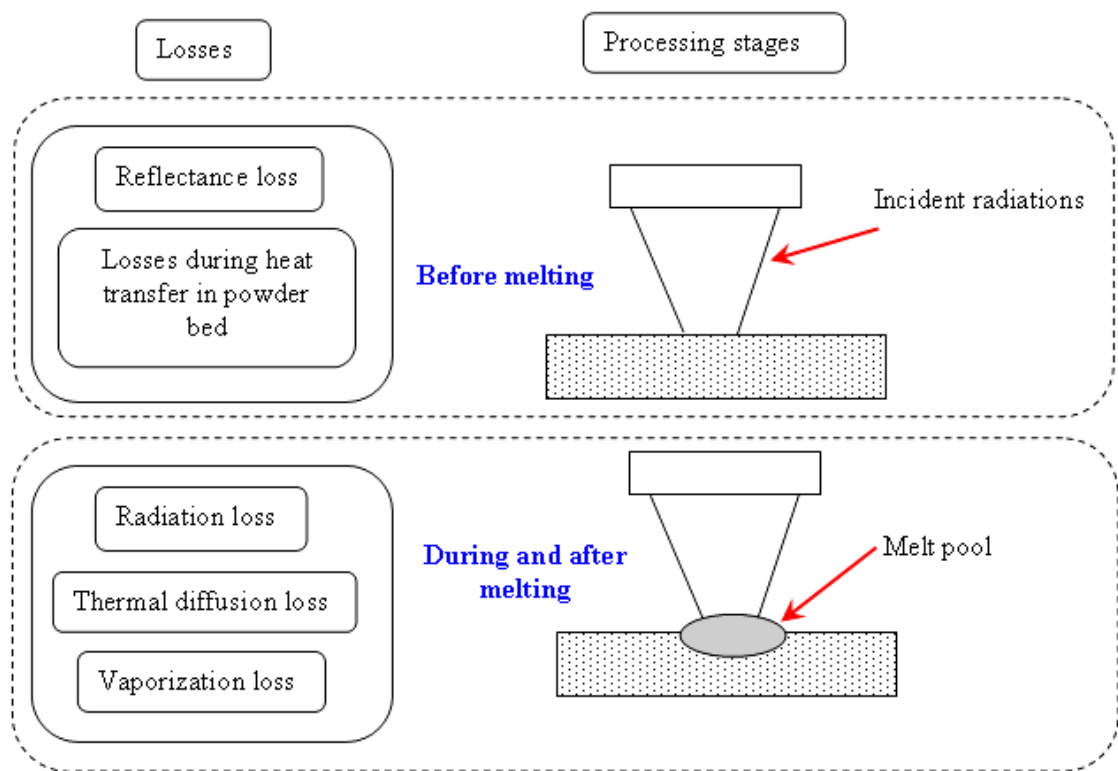 Losses
Processing stages
Reflectance loss
Losses during heat
transfer in powder
bed
Before melting
Incident radiations
Radiation loss
Thermal diffusion loss
Vaporization loss
During and after
melting
Melt pool